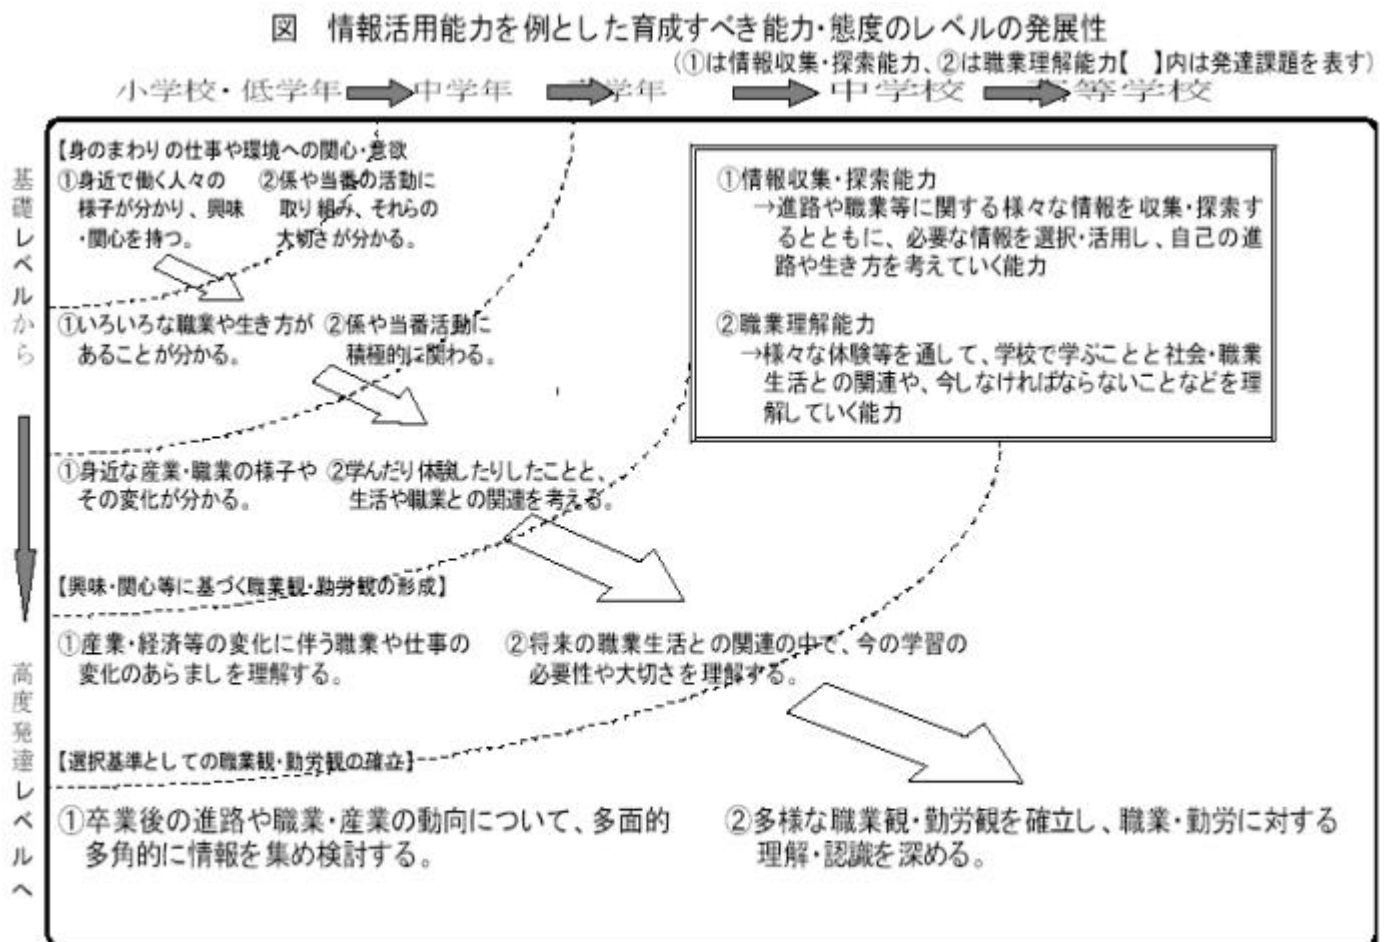 図 情報活用能力を例とした育成すべき能力・態度のレベルの発展性
(①は情報収集・探索能力、②は職業理解能力【 】内は発達課題を表す)
小学校・低学年 中学年 学年 中学校 等学校
基礎レベルから
高度発達レベルへ
【身のまわりの仕事や環境への関心・意欲
①身近で働く人々の
様子が分かり、興味
・関心を持つ。
②係や当番の活動に
取り組み、それらの
大切さが分かる。
①いろいろな職業や生き方が
あることが分かる。
②係や当番活動に
積極的に関わる。
①身近な産業・職業の様子や
その変化が分かる。
②学んだり体験したりしたことと、
生活や職業との関連を考える。
【興味・関心等に基づく職業観・勤労観の形成】
①産業・経済等の変化に伴う職業や仕事の
変化のあらましを理解する。
②将来の職業生活との関連の中で、今の学習の
必要性や大切さを理解する。
【選択基準としての職業観・勤労観の確立】
①卒業後の進路や職業・産業の動向について、多面的
多角的に情報を集め検討する。
②多様な職業観・勤労観を確立し、職業・勤労に対する
理解・認識を深める。
①情報収集・探索能力
→進路や職業等に関する様々な情報を収集・探索す
るとともに、必要な情報を選択・活用し、自己の進
路や生き方を考えていく能力
②職業理解能力
→様々な体験等を通して、学校で学ぶことと社会・職業
生活との関連や、今しなければならないことなどを理
解していく能力